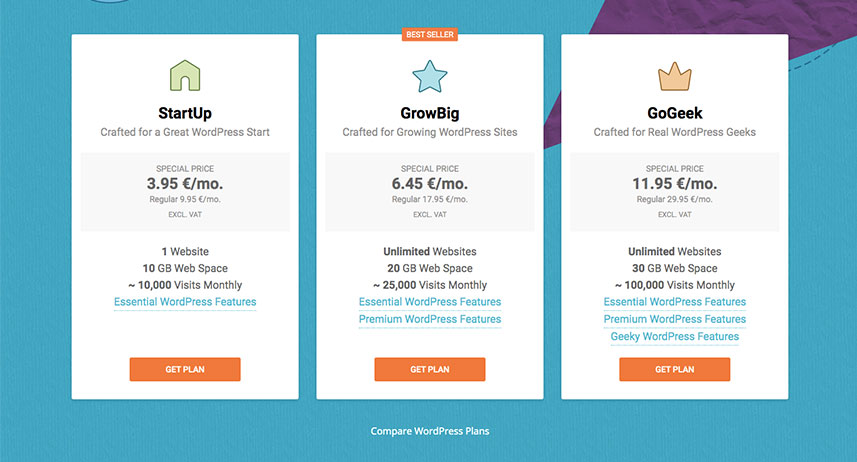 StartUp
Crafted for a Great WordPress Start
SPECIAL PRICE
3.95 €/mo.
Regular 9.95 €/mo.
EXCL. VAT
1 Website
10 GB Web Space
~ 10,000 Visits Monthly
Essential WordPress Features
GET PLAN
BEST SELLER
GrowBig
Crafted for Growing WordPress Sites
SPECIAL PRICE
6.45 €/mo.
Regular 17.95 €/mo.
EXCL. VAT
Unlimited Websites
20 GB Web Space
~ 25,000 Visits Monthly
Essential WordPress Features
Premium WordPress Features
GET PLAN
GoGeek
Crafted for Real WordPress Geeks
SPECIAL PRICE
11.95 €/mo.
Regular 29.95 €/mo.
EXCL. VAT
Unlimited Websites
30 GB Web Space
~ 100,000 Visits Monthly
Essential WordPress Features
Premium WordPress Features
Geeky WordPress Features
GET PLAN
Compare WordPress Plans